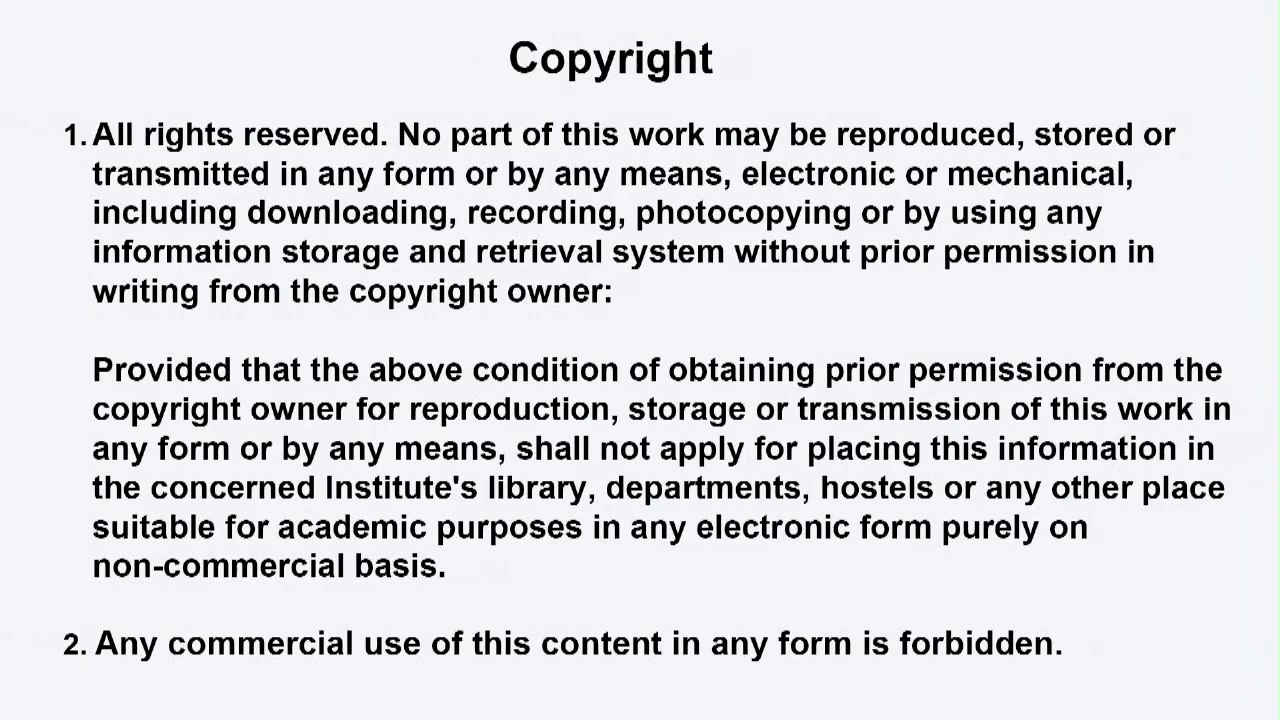 Copyright
1. All rights reserved. No part of this work may be reproduced, stored or
transmitted in any form or by any means, electronic or mechanical,
including downloading, recording, photocopying or by using any
information storage and retrieval system without prior permission in
writing from the copyright owner:
Provided that the above condition of obtaining prior permission from the
copyright owner for reproduction, storage or transmission of this work in
any form or by any means, shall not apply for placing this information in
the concerned Institute's library, departments, hostels or any other place
suitable for academic purposes in any electronic form purely on
non-commercial basis.
2. Any commercial use of this content in any form is forbidden.